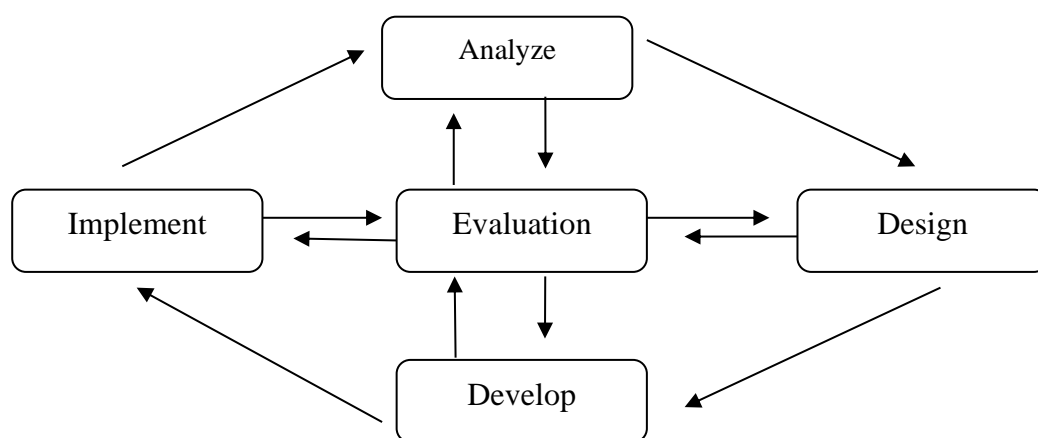 Analyze
Implement
Evaluation
Design
Develop